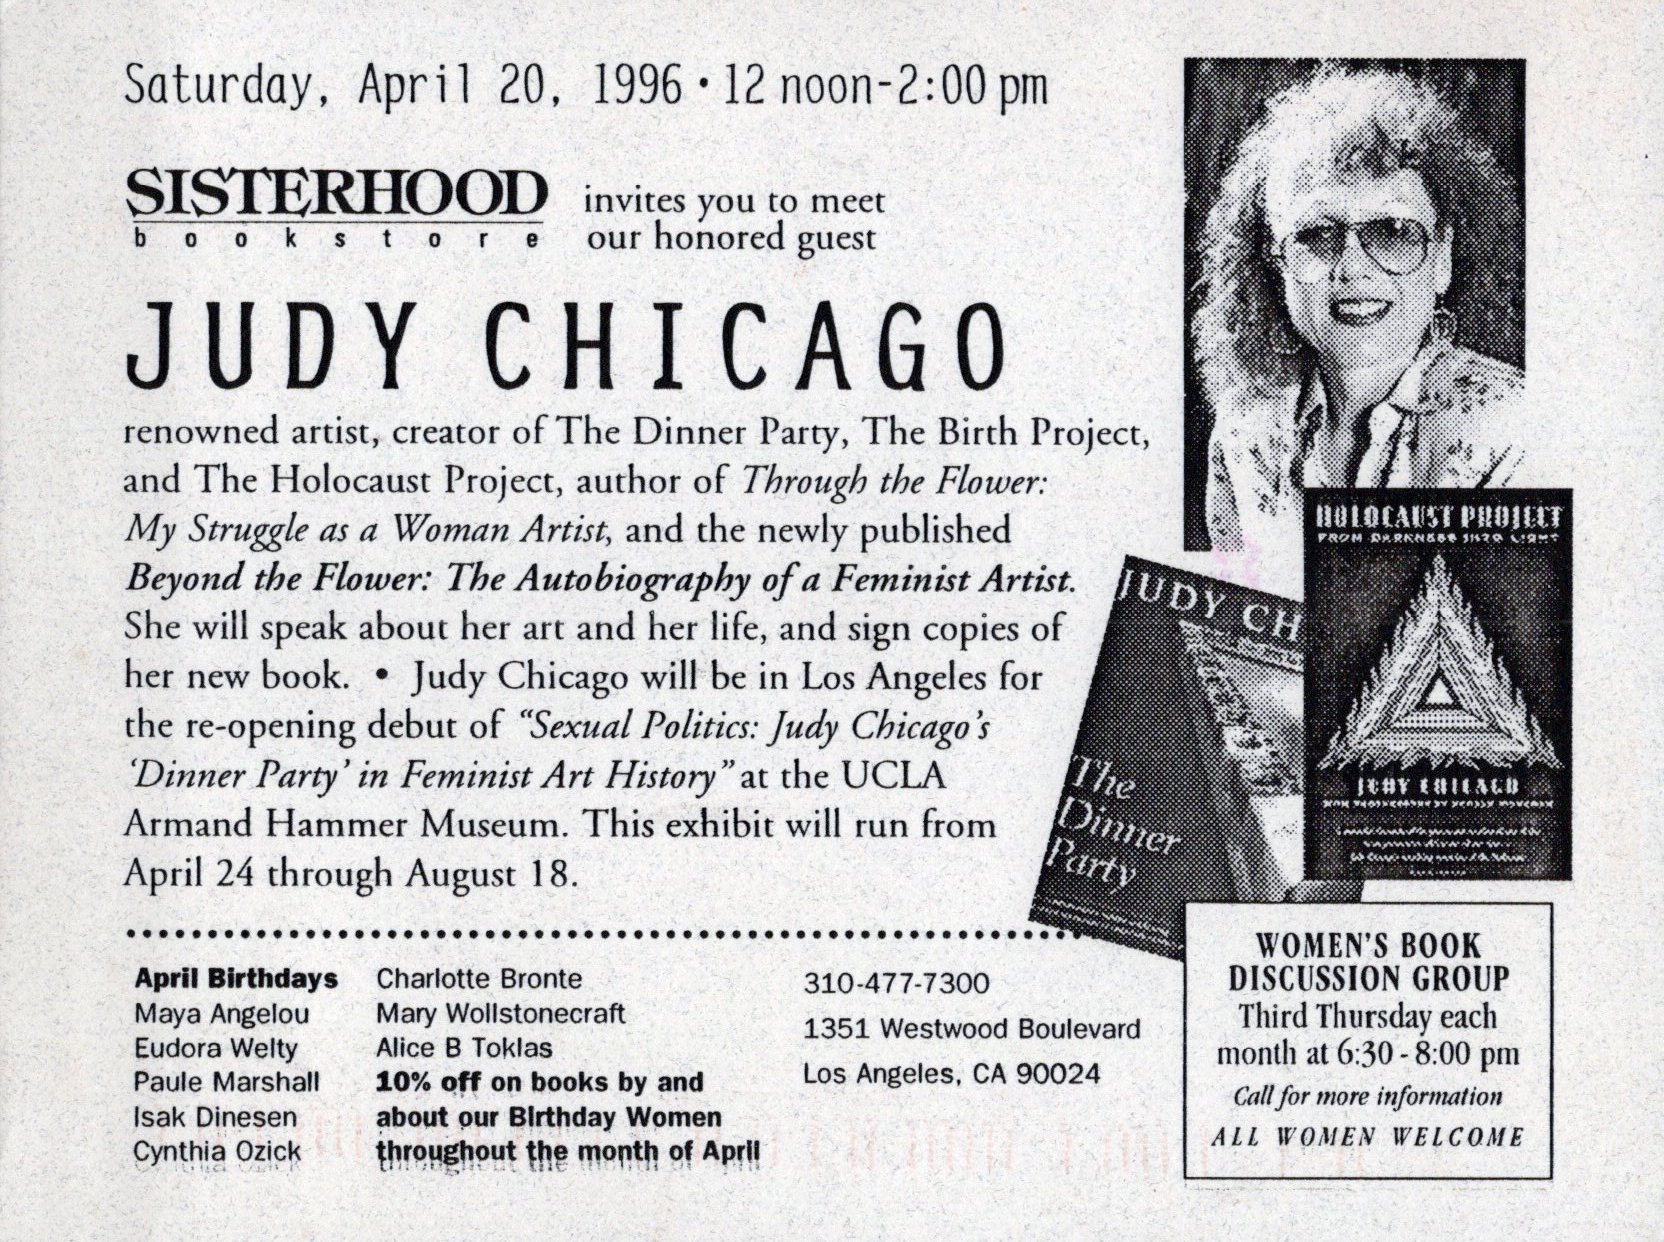 Saturday, April 20, 1996 • 12 noon-2:00 pm
SISTERHOOD
bookstore
invites you to meet
our honored guest
JUDY CHICAGO
renowned artist, creator of The Dinner Party, The Birth Project,
and The Holocaust Project, author of Through the Flower:
My Struggle as a Woman Artist, and the newly published
Beyond the Flower: The Autobiography of a Feminist Artist.
She will speak about her art and her life, and sign copies of
her new book. • Judy Chicago will be in Los Angeles for
the re-opening debut of “Sexual Politics: Judy Chicago's
‘Dinner Party’ in Feminist Art History” at the UCLA
Armand Hammer Museum. This exhibit will run from
April 24 through August 18.
HOLOCAUST PROJECT
FROM DARKNESS INTO LIGHT
JUDY CHICAGO
JUDY CH
The
Dinner
Party
April Birthdays
Maya Angelou
Eudora Welty
Paule Marshall
Isak Dinesen
Cynthia Ozick
Charlotte Bronte
Mary Wollstonecraft
Alice B Toklas
10% off on books by and
about our Birthday Women
throughout the month of April
310-477-7300
1351 Westwood Boulevard
Los Angeles, CA 90024
WOMEN'S BOOK
DISCUSSION GROUP
Third Thursday each
month at 6:30 - 8:00 pm
Call for more information
ALL WOMEN WELCOME